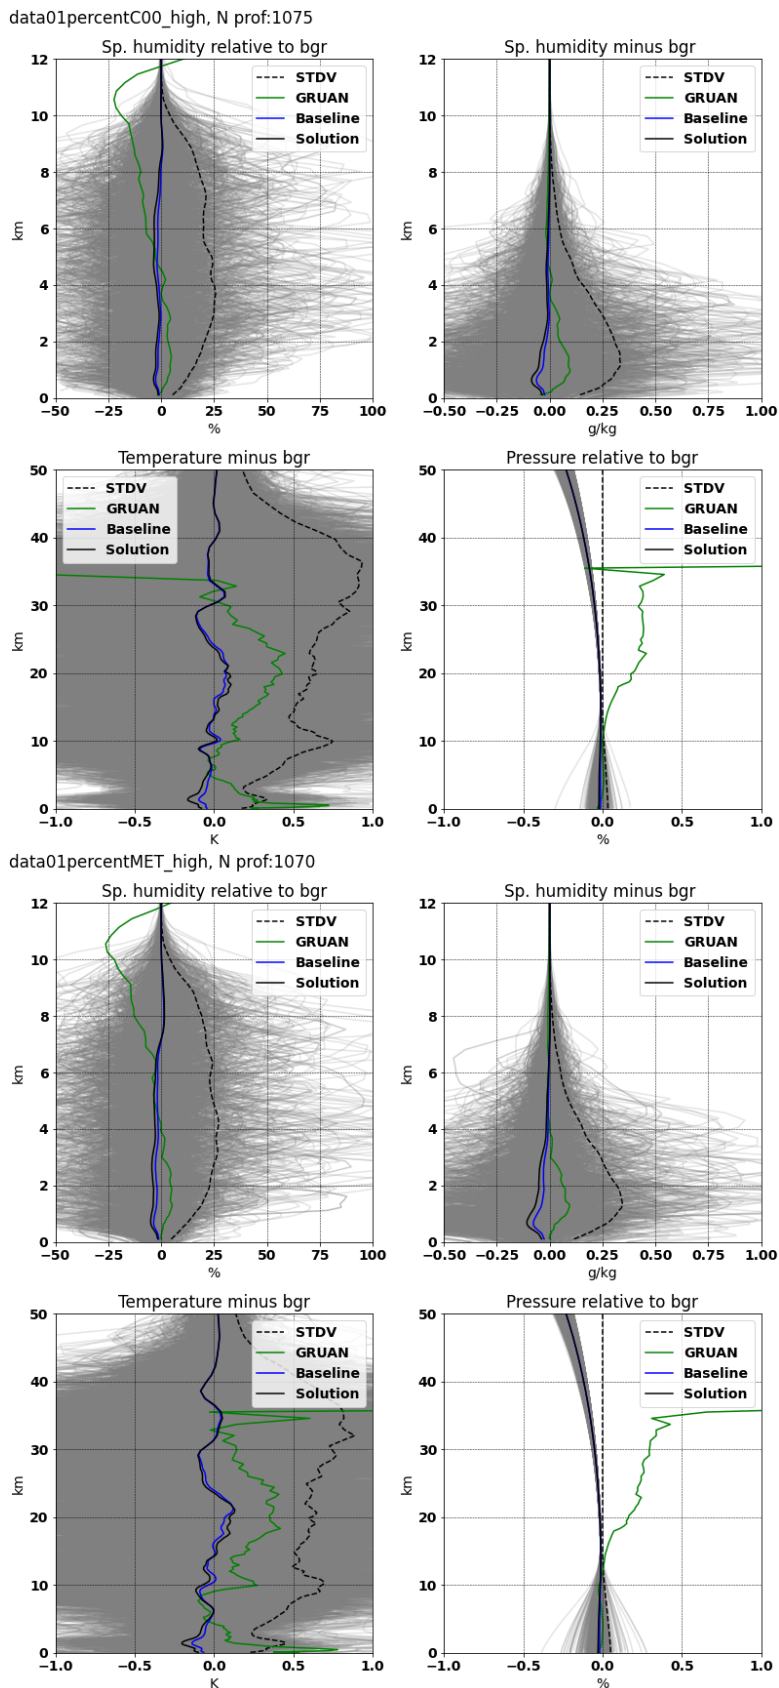 data01percentC00_high, N prof:1075
Sp. humidity relative to bgr
Sp. humidity minus bgr
12
10
8
6
4
2
0
km
−50
−25
0
25
50
75
100
%
STDV
GRUAN
Baseline
Solution
12
10
8
6
4
2
0
km
−0.50
−0.25
0.00
0.25
0.50
0.75
1.00
g/kg
STDV
GRUAN
Baseline
Solution
Temperature minus bgr
Pressure relative to bgr
50
40
30
20
10
0
km
−1.0
−0.5
0.0
0.5
1.0
K
STDV
GRUAN
Baseline
Solution
50
40
30
20
10
0
km
−1.0
−0.5
0.0
0.5
1.0
%
STDV
GRUAN
Baseline
Solution
data01percentMET_high, N prof:1070
Sp. humidity relative to bgr
Sp. humidity minus bgr
12
10
8
6
4
2
0
km
−50
−25
0
25
50
75
100
%
STDV
GRUAN
Baseline
Solution
12
10
8
6
4
2
0
km
−0.50
−0.25
0.00
0.25
0.50
0.75
1.00
g/kg
STDV
GRUAN
Baseline
Solution
Temperature minus bgr
Pressure relative to bgr
50
40
30
20
10
0
km
−1.0
−0.5
0.0
0.5
1.0
K
STDV
GRUAN
Baseline
Solution
50
40
30
20
10
0
km
−1.0
−0.5
0.0
0.5
1.0
%
STDV
GRUAN
Baseline
Solution